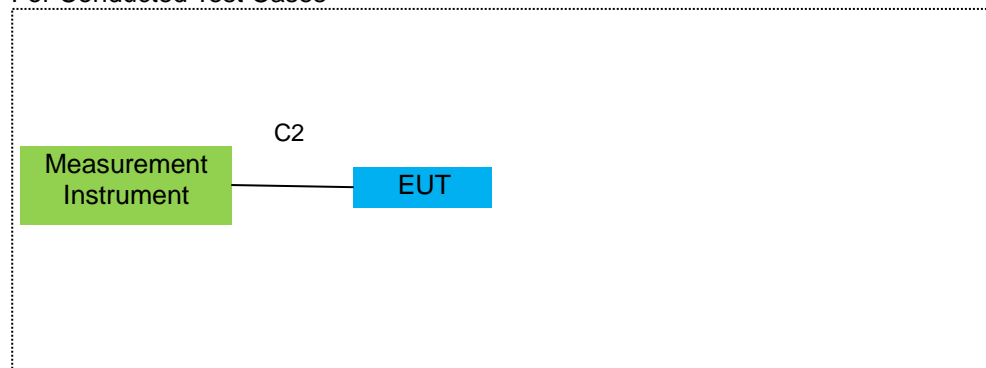 For Conducted Test Cases
C2
Measurement
Instrument
EUT